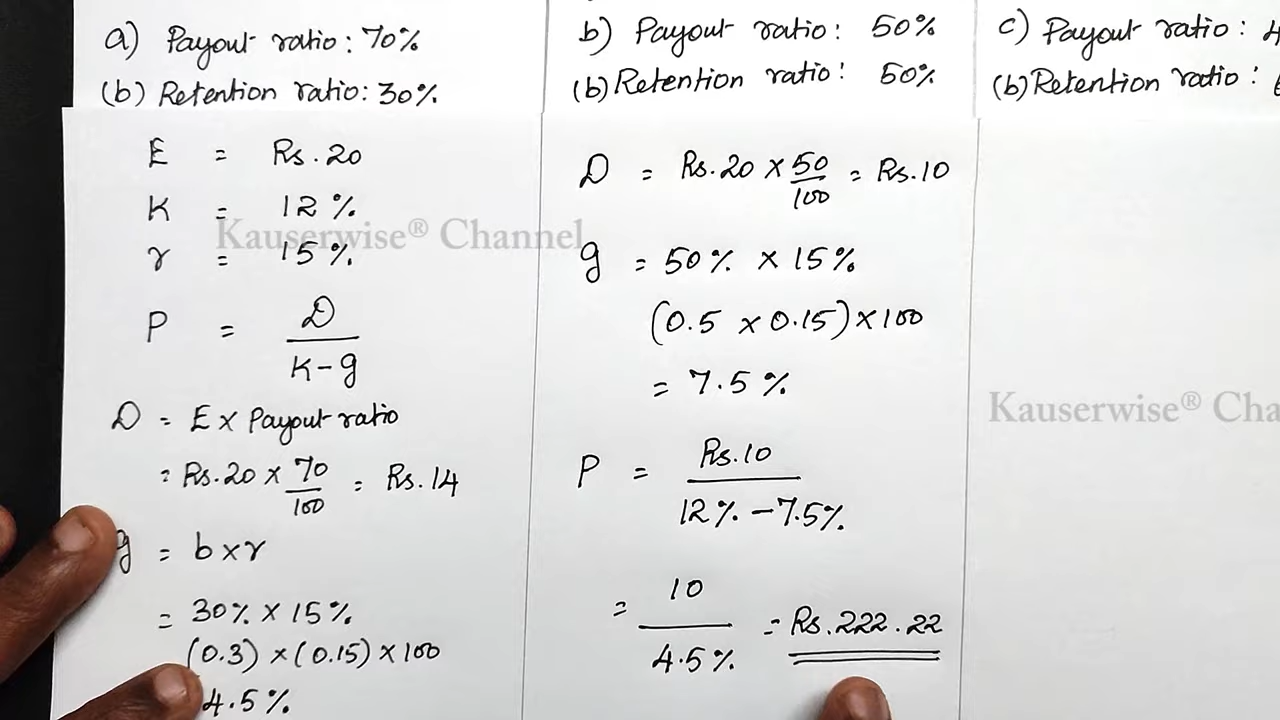 a) Payout ratio: 70%
(b) Retention ratio: 30%
E = Rs.20
K = 12%
r = 15%
P = D
K-g
D = E x Payout ratio
= Rs.20 x 70 = Rs.14
100
g = b x r
= 30% x 15%
(0.3) x (0.15) x 100
4.5%
b) Payout ratio: 50%
(b) Retention ratio: 50%
D = Rs.20 x 50 = Rs.10
100
g = 50% x 15%
(0.5 x 0.15) x 100
= 7.5%
P = Rs.10
12% - 7.5%
= 10 = Rs.222.22
4.5%
c) Payout ratio: 4
(b) Retention ratio:
Kauserwise® Channel
Kauserwise® Cha